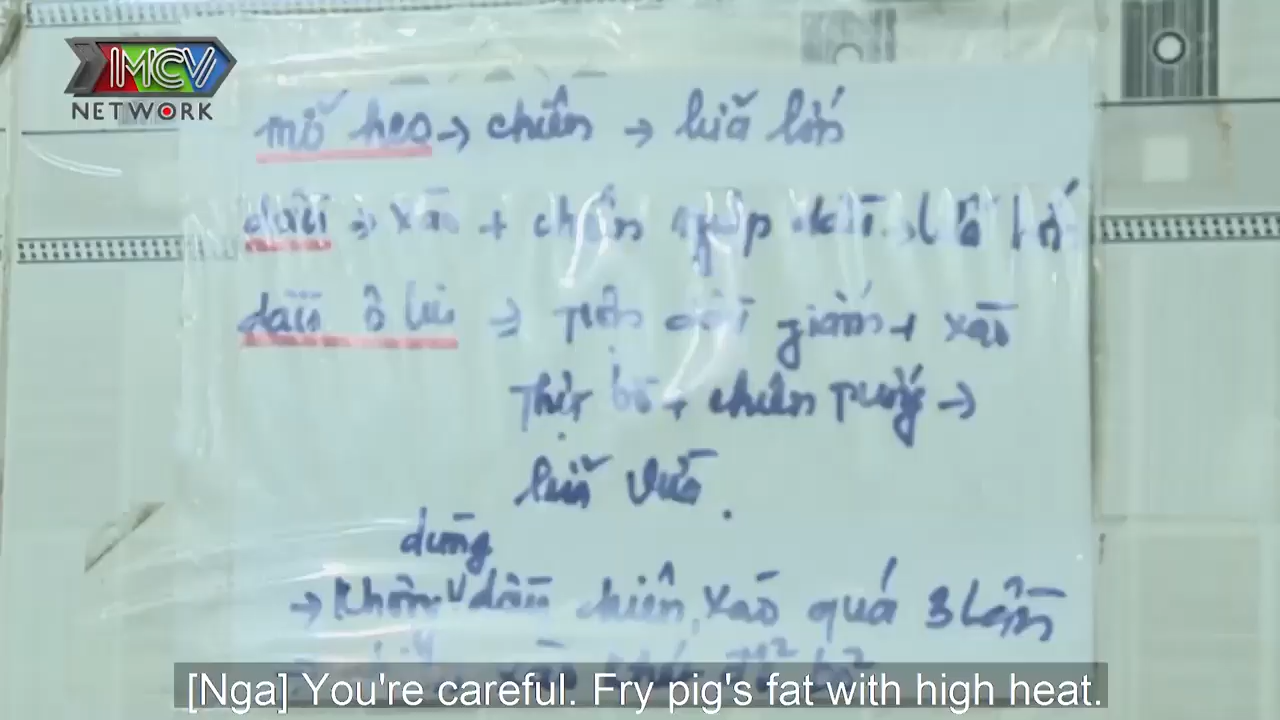 MCV
NETWORK
mỡ heo → chiên → lửa lớn
dầu → xào + chiên ngập dầu → lửa lớn
dầu ô liu → trộn dầu giấm + xào
thịt bò + chiên trứng →
lửa vừa.
dùng
→ không dầu chiên, xào quá 3 lần
[Nga] You're careful. Fry pig's fat with high heat.